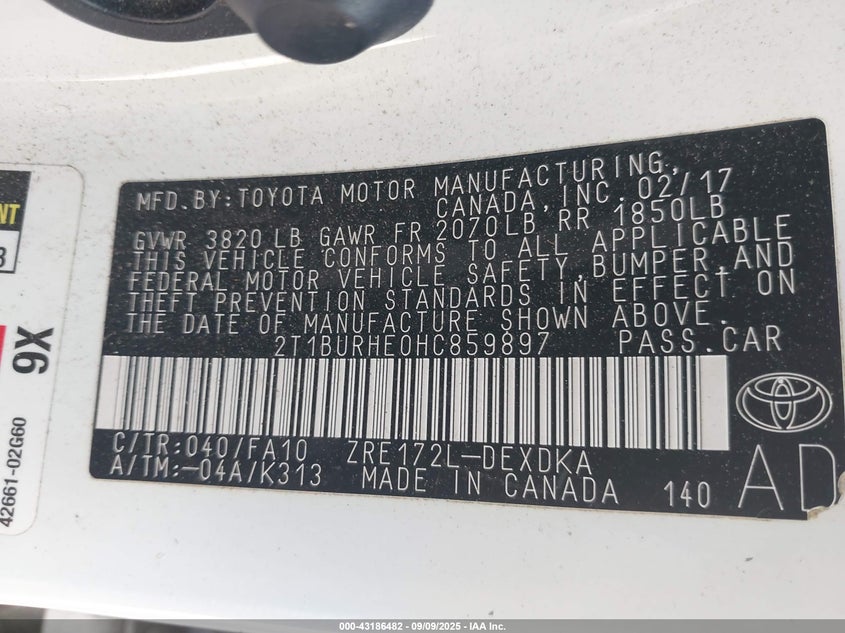 MFD. BY: TOYOTA MOTOR MANUFACTURING,
CANADA, INC. 02/17
GVWR 3820 LB GAWR FR 2070LB RR 1850LB
THIS VEHICLE CONFORMS TO ALL APPLICABLE
FEDERAL MOTOR VEHICLE SAFETY, BUMPER, AND
THEFT PREVENTION STANDARDS IN EFFECT ON
THE DATE OF MANUFACTURE SHOWN ABOVE.
2T1BURHE0HC859897 PASS. CAR
C/TR: 040/FA10 ZRE172L-DEXDKA
A/TM: -04A/K313 MADE IN CANADA 140
AD
9X
42661-02G60
000-43186482 - 09/09/2025 - IAA Inc.